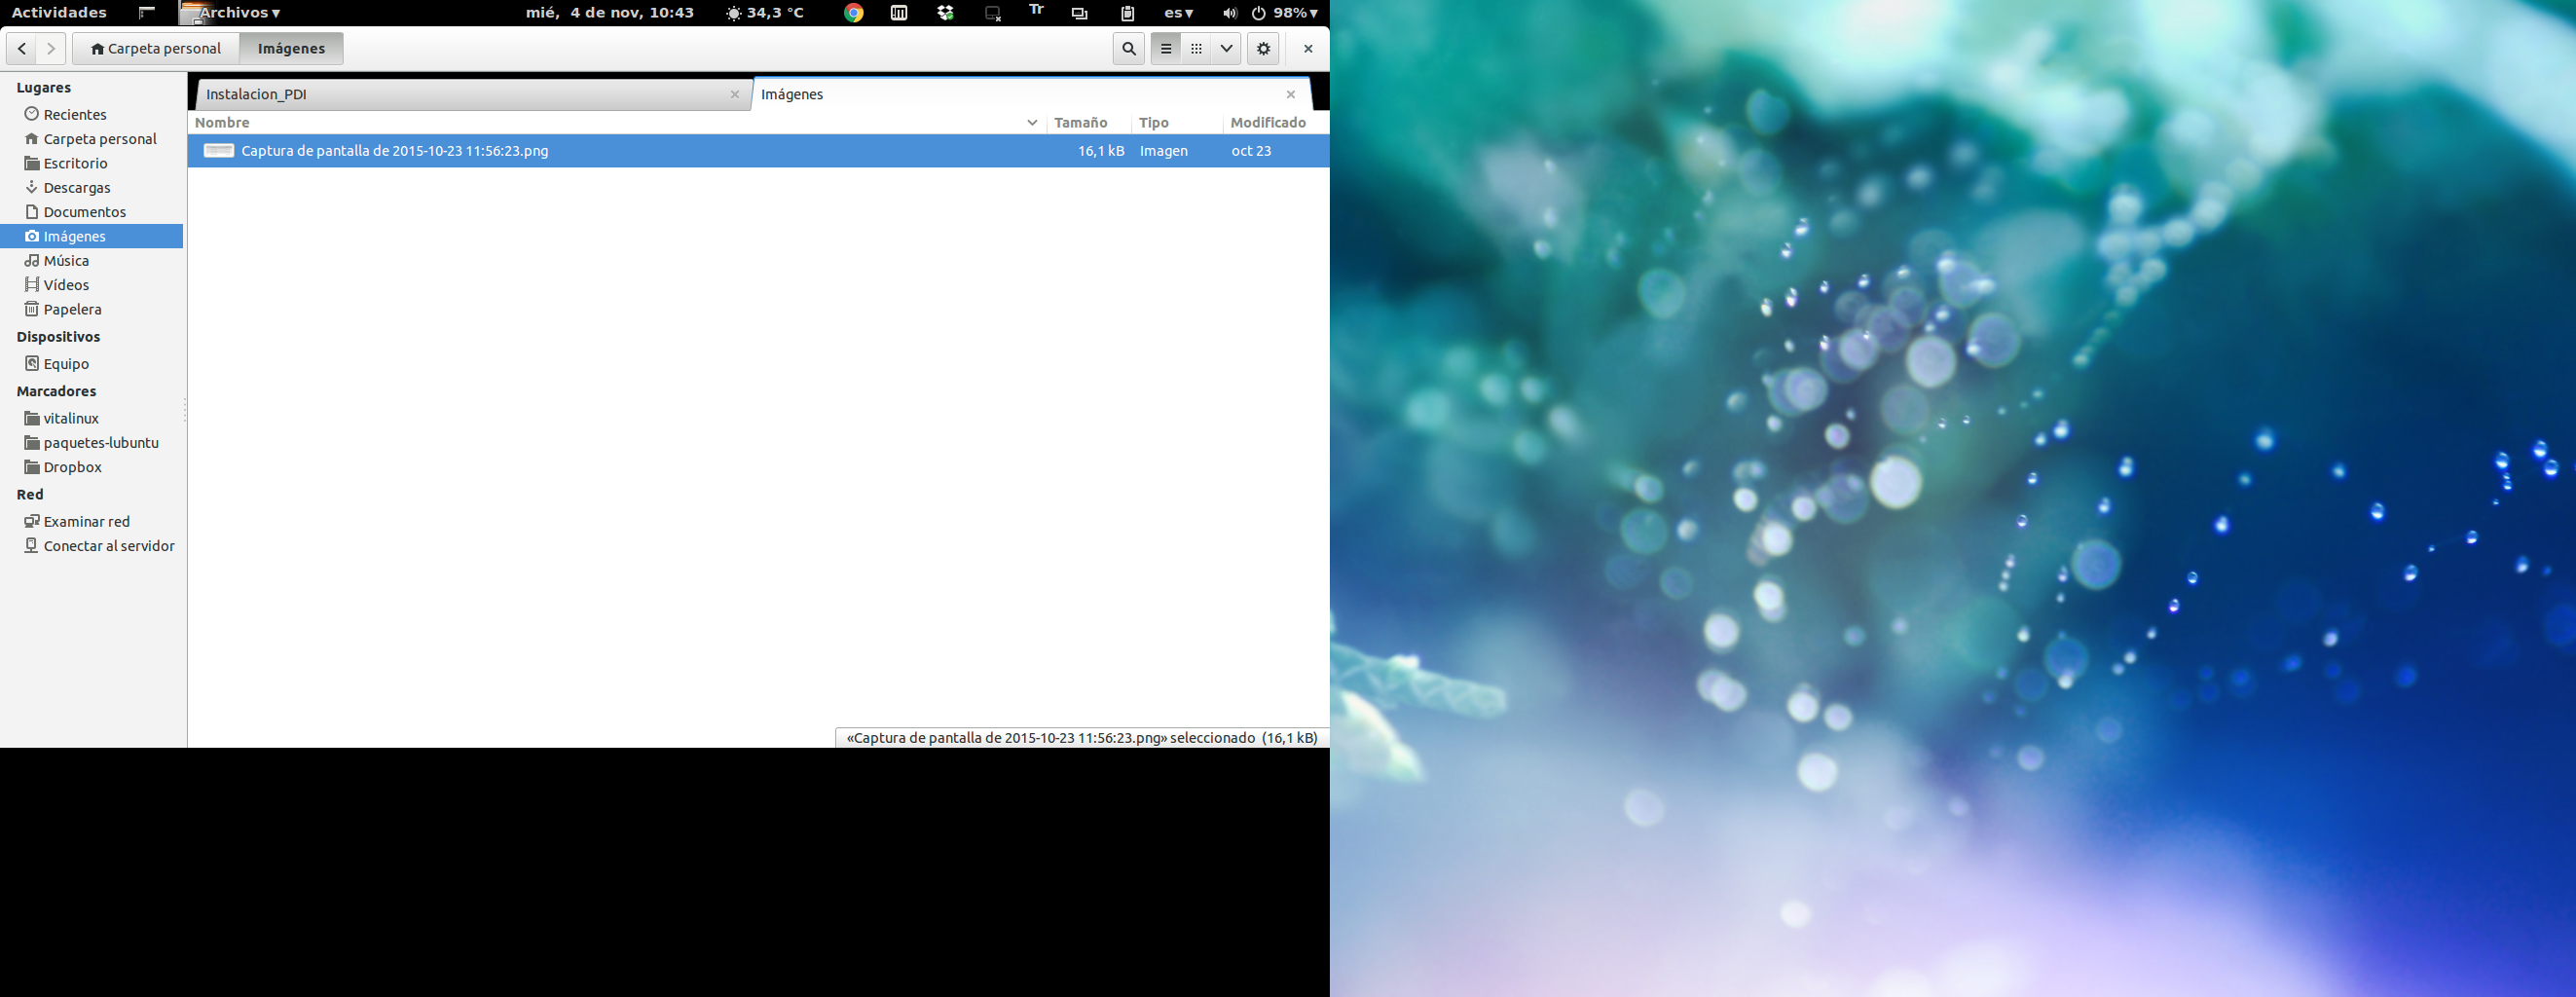 Actividades Archivos ▾ mié, 4 de nov, 10:43 34,3 °C Tr es ▾ 98% ▾
Carpeta personal Imágenes
Lugares
Recientes
Carpeta personal
Escritorio
Descargas
Documentos
Imágenes
Música
Vídeos
Papelera
Dispositivos
Equipo
Marcadores
vitalinux
paquetes-lubuntu
Dropbox
Red
Examinar red
Conectar al servidor
Instalacion_PDI Imágenes
Nombre Tamaño Tipo Modificado
Captura de pantalla de 2015-10-23 11:56:23.png 16,1 kB Imagen oct 23
«Captura de pantalla de 2015-10-23 11:56:23.png» seleccionado (16,1 kB)